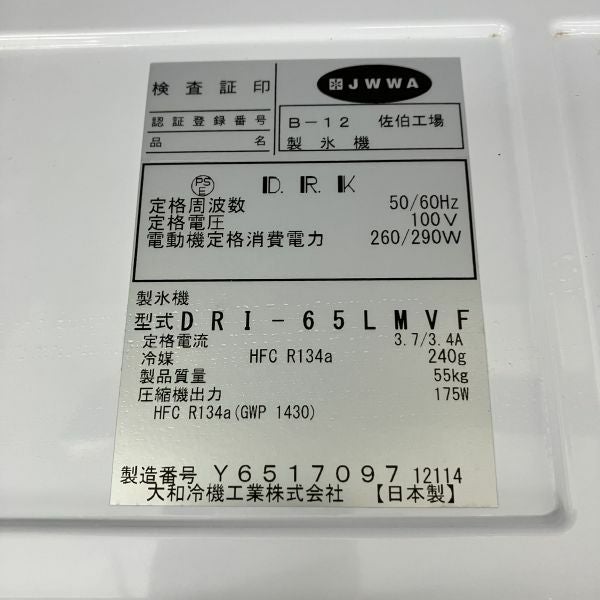 検査証印
JWWA
認証登録番号 B-12 佐伯工場
品名 製氷機
PSE D.R.K
定格周波数 50/60Hz
定格電圧 100V
電動機定格消費電力 260/290W
製氷機
型式 DRI-65LMVF
定格電流 3.7/3.4A
冷媒 HFC R134a 240g
製品質量 55kg
圧縮機出力 175W
HFC R134a(GWP 1430)
製造番号 Y6517097 12114
大和冷機工業株式会社 【日本製】